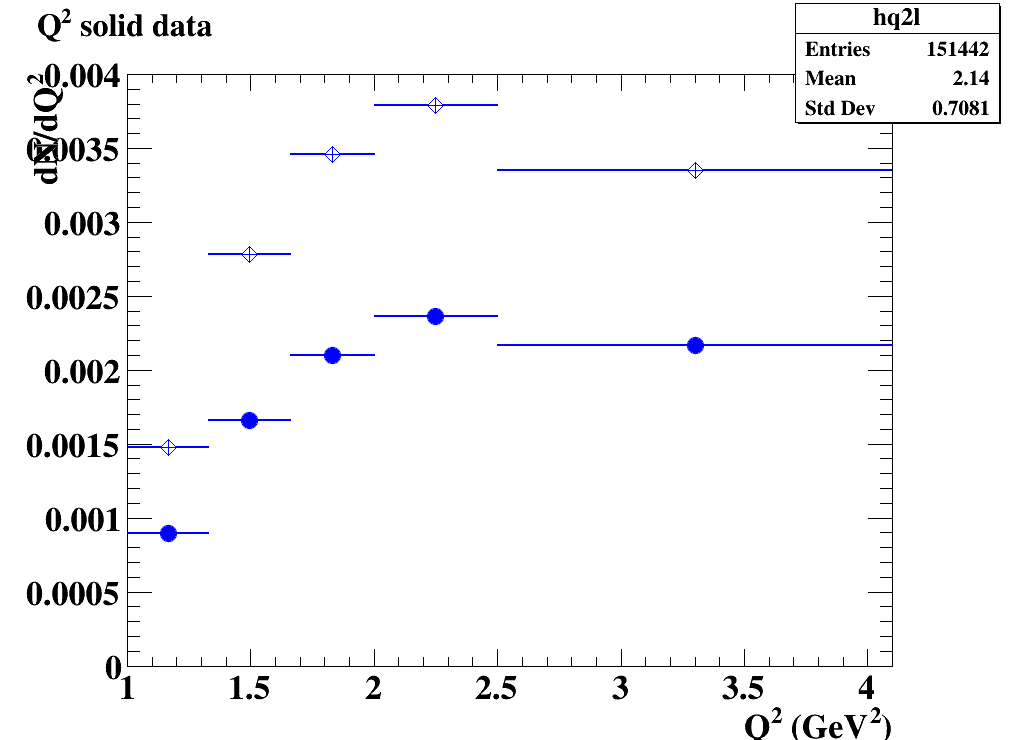 Q² solid data
hq2l
Entries 151442
Mean 2.14
Std Dev 0.7081
dN/dQ²
0.004
0.0035
0.003
0.0025
0.002
0.0015
0.001
0.0005
0
1 1.5 2 2.5 3 3.5 4
Q² (GeV²)